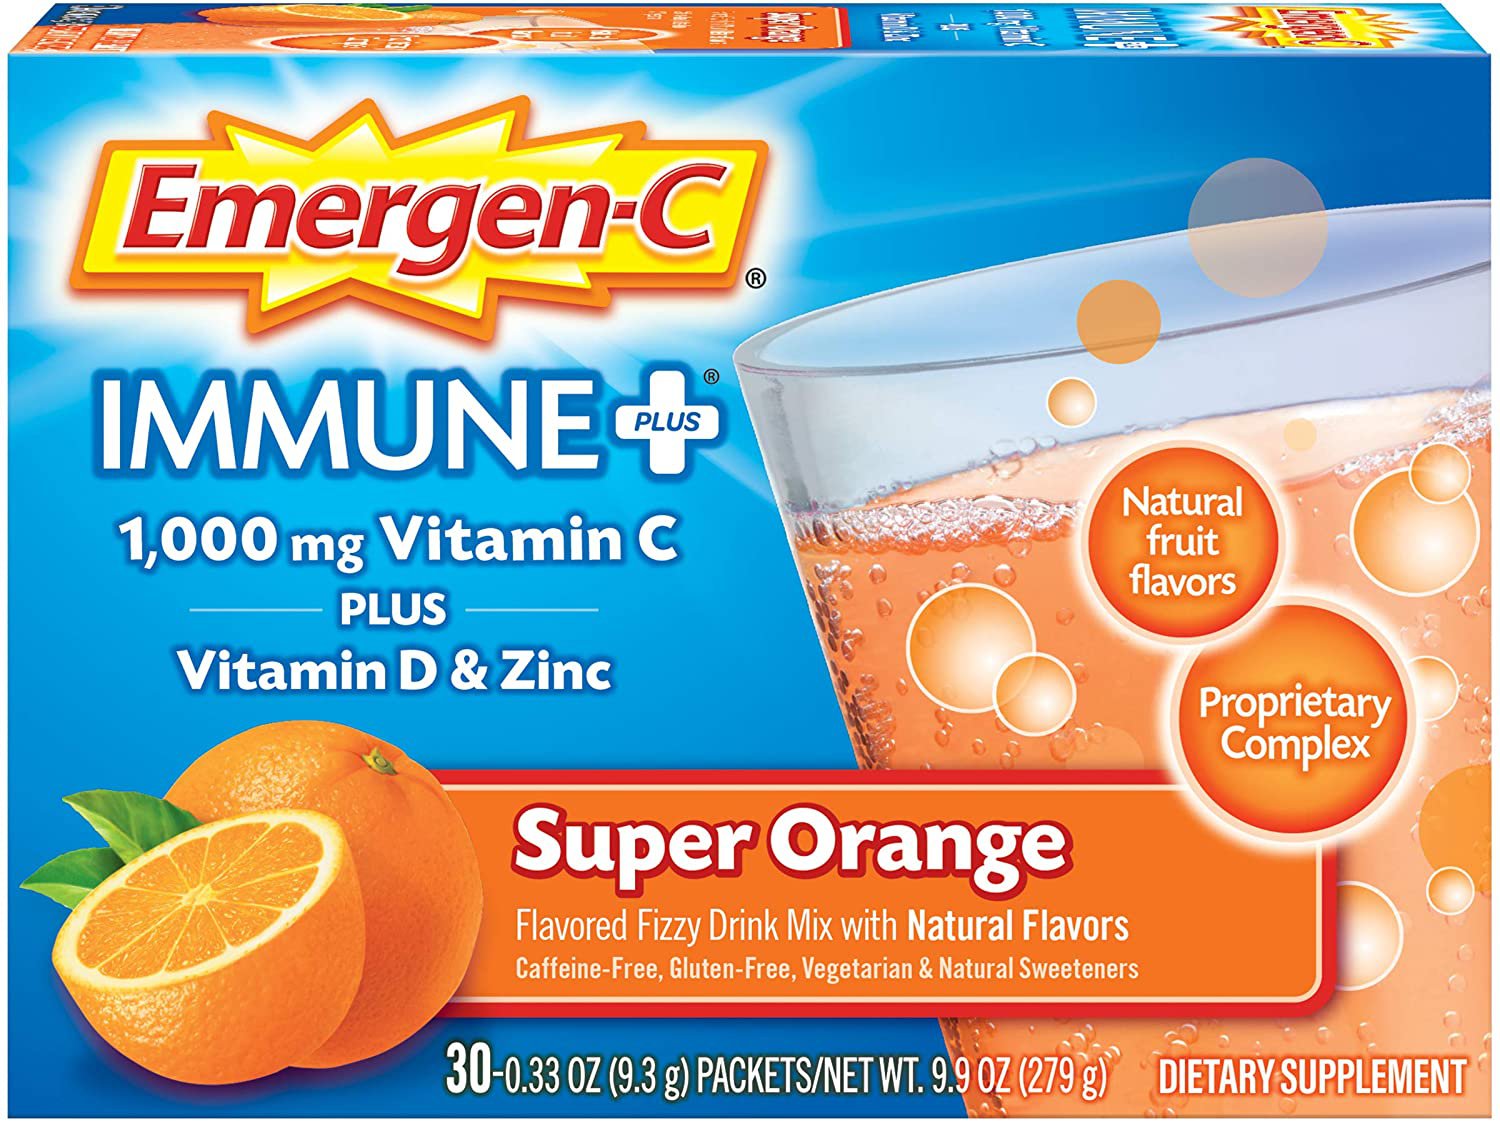 Emergen-C®
IMMUNE+ PLUS®
1,000 mg Vitamin C
PLUS
Vitamin D & Zinc
Natural
fruit
flavors
Proprietary
Complex
Super Orange
Flavored Fizzy Drink Mix with Natural Flavors
Caffeine-Free, Gluten-Free, Vegetarian & Natural Sweeteners
30-0.33 OZ (9.3 g) PACKETS/NET WT. 9.9 OZ (279 g)
DIETARY SUPPLEMENT